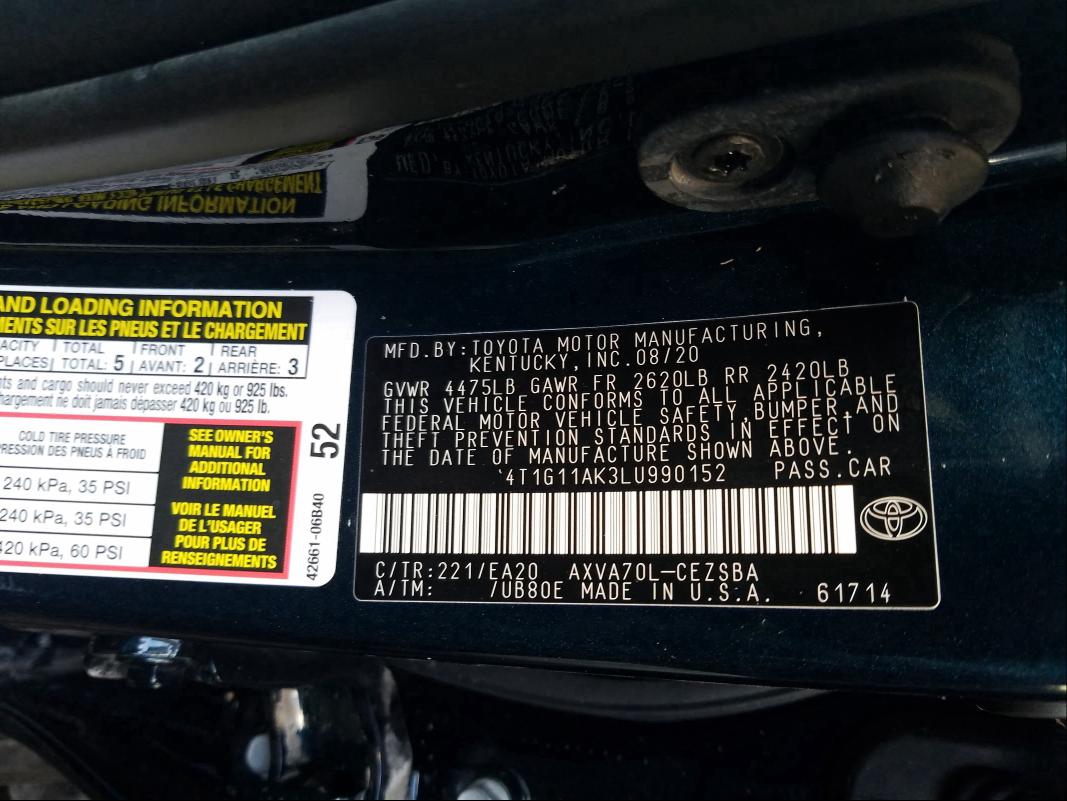 AND LOADING INFORMATION
MENTS SUR LES PNEUS ET LE CHARGEMENT
ACITY TOTAL FRONT REAR
PLACES TOTAL: 5 AVANT: 2 ARRIÈRE: 3
nts and cargo should never exceed 420 kg or 925 lbs.
chargement ne doit jamais dépasser 420 kg ou 925 lb.
COLD TIRE PRESSURE
PRESSION DES PNEUS À FROID
240 kPa, 35 PSI
240 kPa, 35 PSI
420 kPa, 60 PSI
SEE OWNER'S
MANUAL FOR
ADDITIONAL
INFORMATION
VOIR LE MANUEL
DE L'USAGER
POUR PLUS DE
RENSEIGNEMENTS
52
42661-06B40
MFD.BY:TOYOTA MOTOR MANUFACTURING,
KENTUCKY,INC.08/20
GVWR 4475LB GAWR FR 2620LB RR 2420LB
THIS VEHICLE CONFORMS TO ALL APPLICABLE
FEDERAL MOTOR VEHICLE SAFETY,BUMPER,AND
THEFT PREVENTION STANDARDS IN EFFECT ON
THE DATE OF MANUFACTURE SHOWN ABOVE.
4T1G11AK3LU990152 PASS.CAR
C/TR:221/EA20 AXVA70L-CEZSBA
A/TM: /UB80E MADE IN U.S.A. 61714